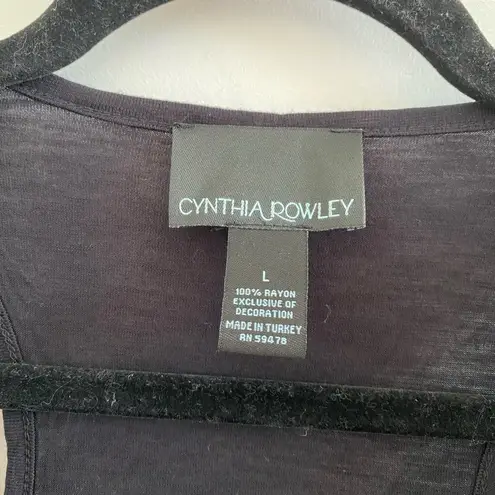 CYNTHIA ROWLEY
L
100% RAYON
EXCLUSIVE OF
DECORATION
MADE IN TURKEY
RN 59478